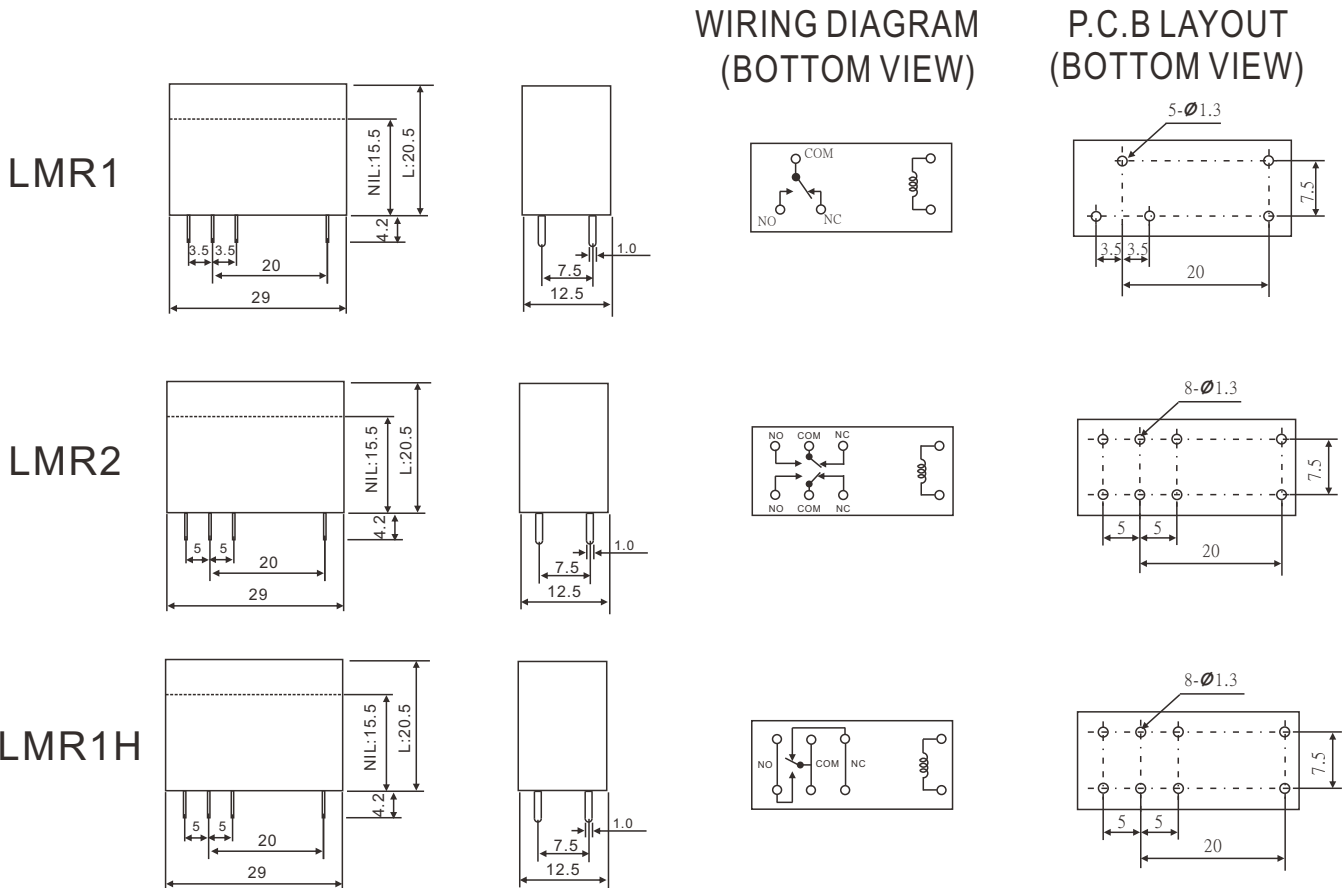 WIRING DIAGRAM
(BOTTOM VIEW)
P.C.B LAYOUT
(BOTTOM VIEW)
LMR1
NIL:15.5
L:20.5
4.2
3.5 3.5
20
29
1.0
7.5
12.5
COM
NO
NC
5-Ø1.3
7.5
3.5 3.5
20
LMR2
NIL:15.5
L:20.5
4.2
5 5
20
29
1.0
7.5
12.5
NO COM NC
NO COM NC
8-Ø1.3
7.5
5 5
20
LMR1H
NIL:15.5
L:20.5
4.2
5 5
20
29
1.0
7.5
12.5
NO COM NC
8-Ø1.3
7.5
5 5
20